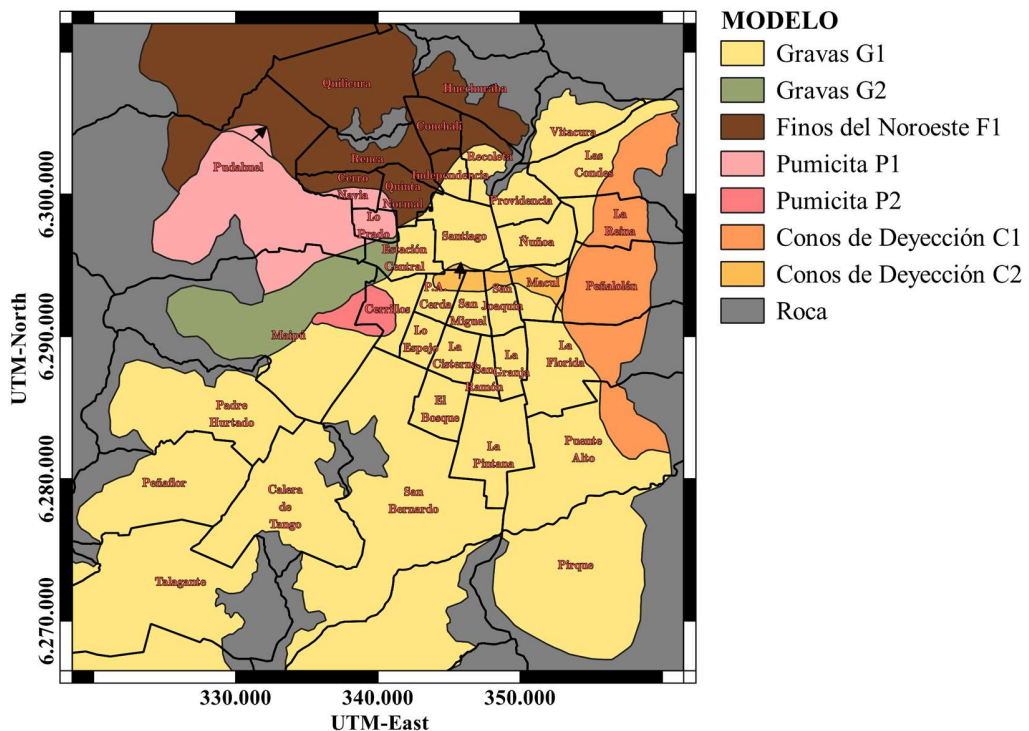 MODELO
Gravas G1
Gravas G2
Finos del Noroeste F1
Pumicita P1
Pumicita P2
Conos de Deyección C1
Conos de Deyección C2
Roca
Quilicura
Huechuraba
Conchalí
Vitacura
Recoleta
Renca
Las
Condes
Pudahuel
Cerro
Navia
Independencia
Quinta
Normal
Providencia
La
Reina
Lo
Prado
Santiago
Ñuñoa
Estación
Central
P.A.
Cerda
San
Miguel
San
Joaquín
Macul
Peñalolén
Cerrillos
Maipú
Lo
Espejo
La
Cisterna
San
Ramón
La
Granja
La
Florida
Padre
Hurtado
El
Bosque
La
Pintana
Puente
Alto
Peñaflor
Calera
de
Tango
San
Bernardo
Talagante
Pirque
6.300.000
6.290.000
6.280.000
6.270.000
UTM-North
330.000
340.000
350.000
UTM-East